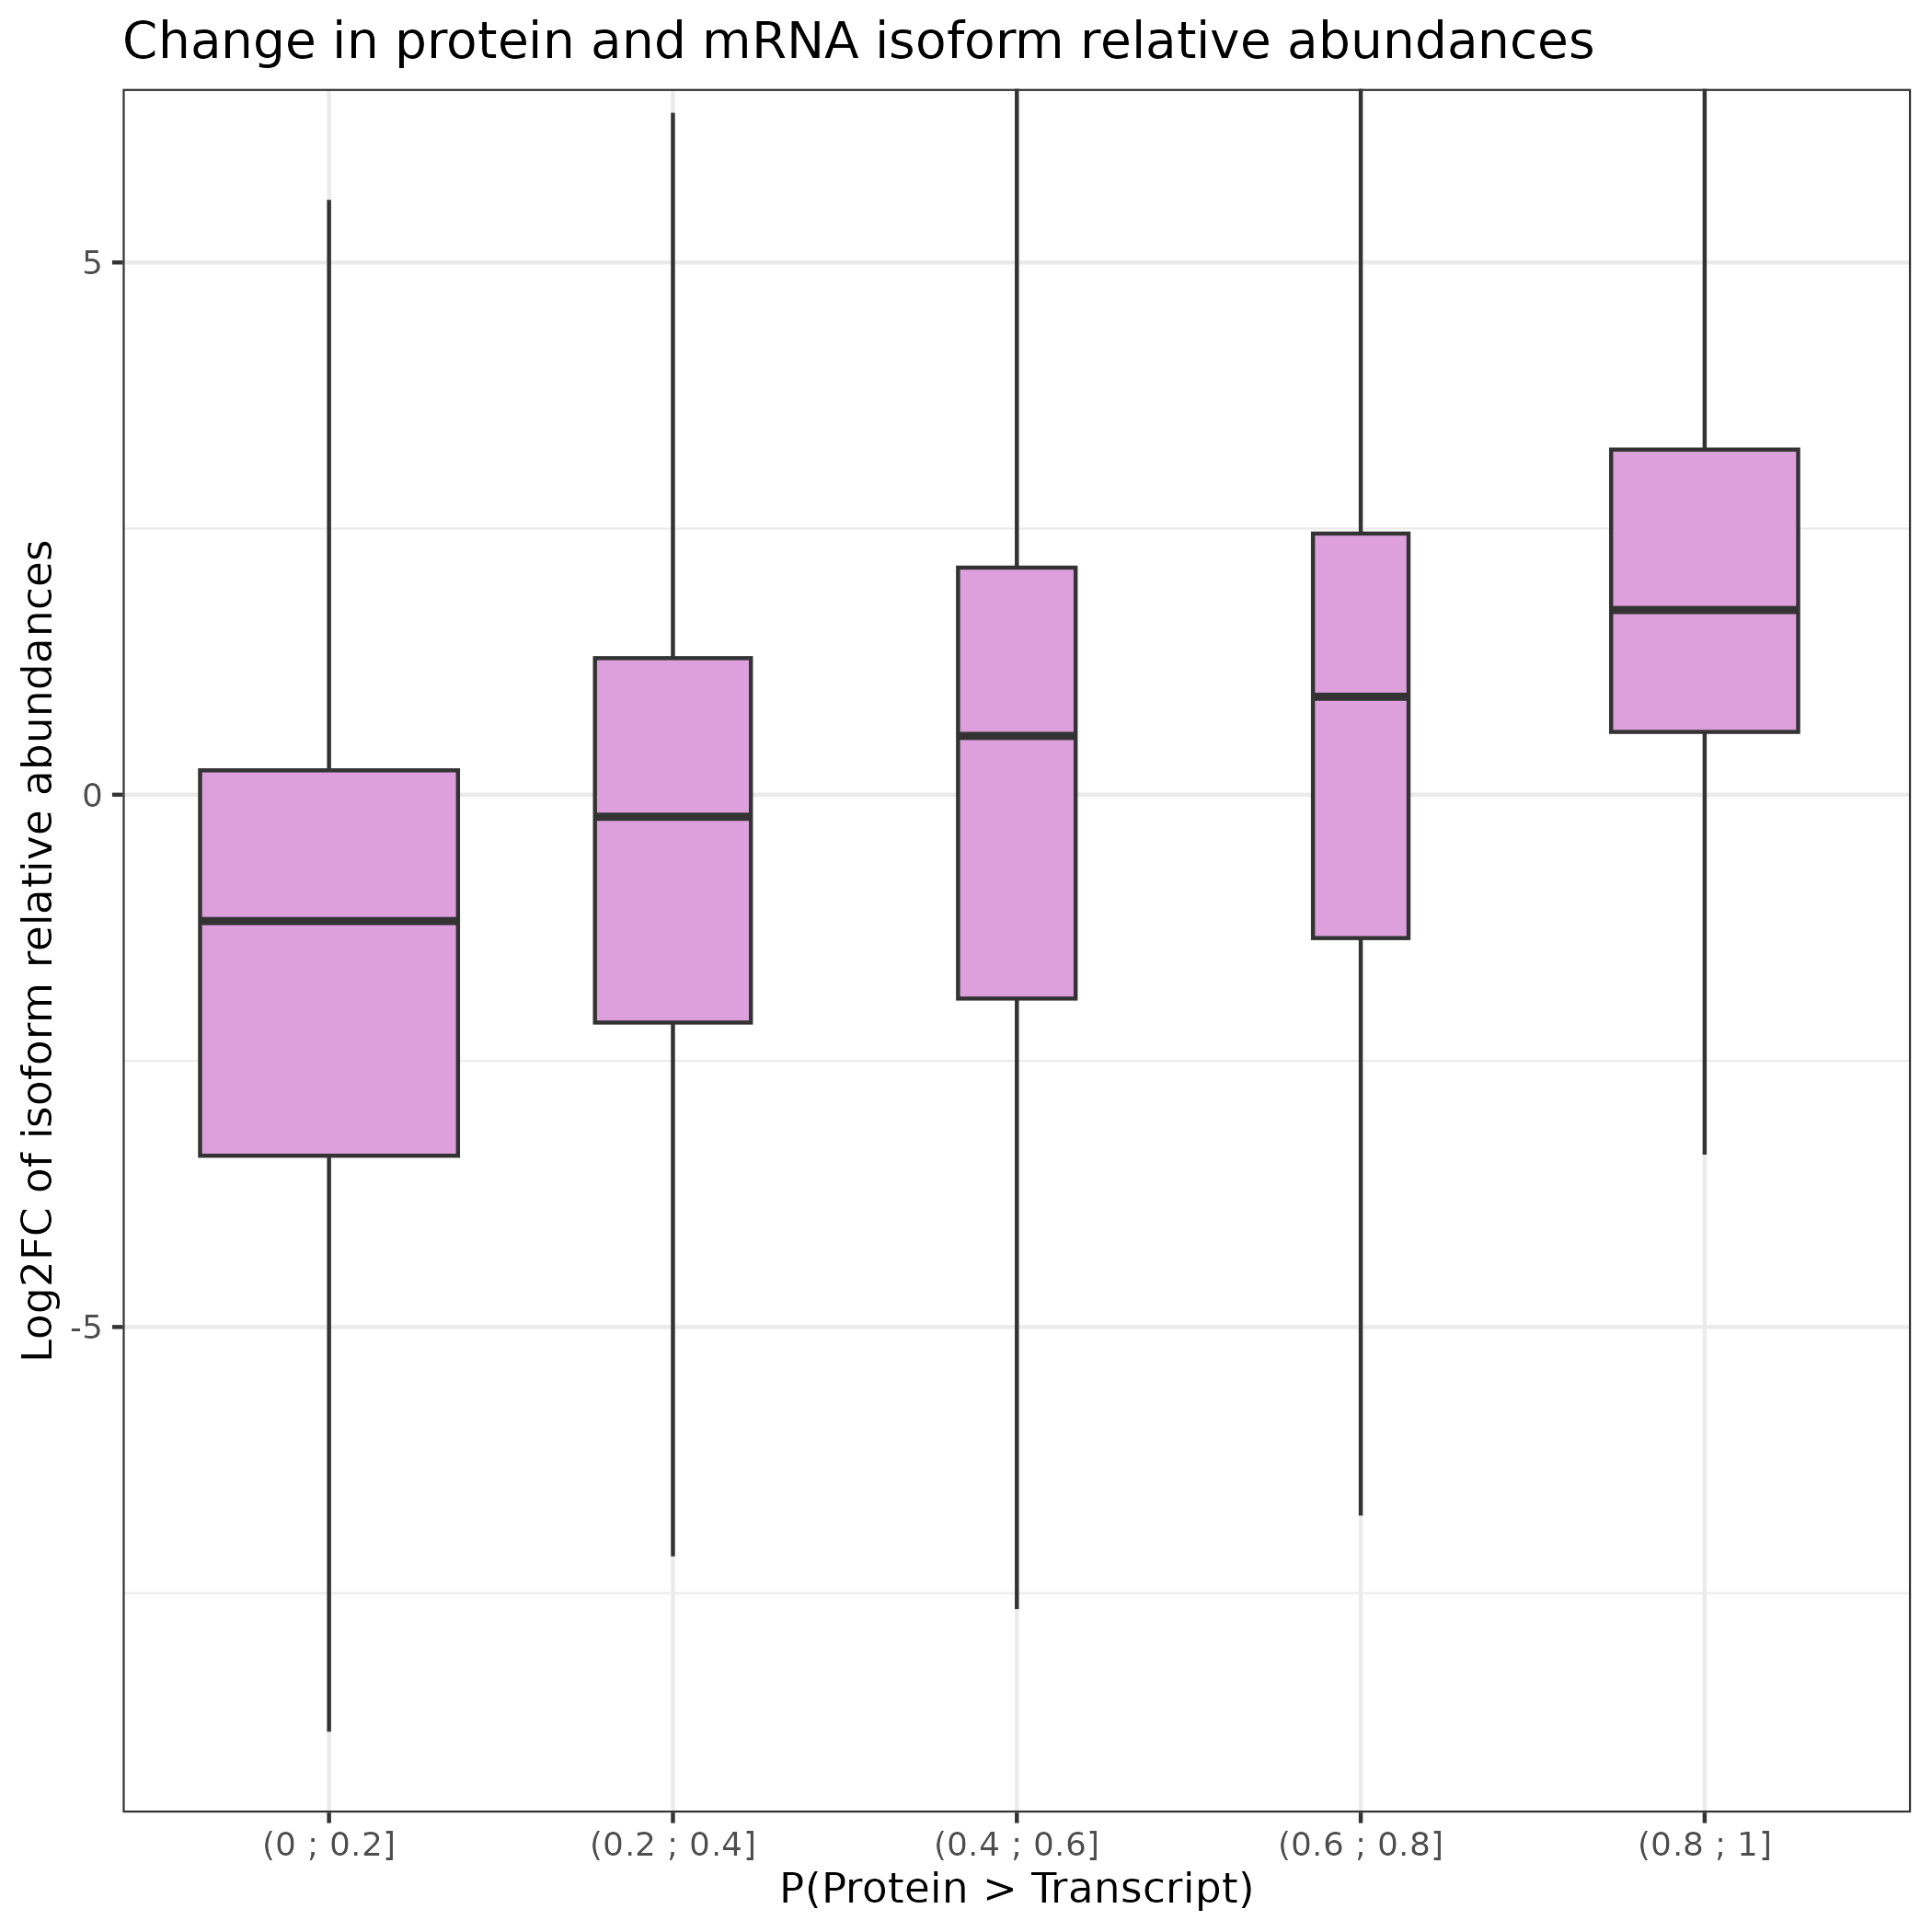 Change in protein and mRNA isoform relative abundances
Log2FC of isoform relative abundances
5
0
-5
(0 ; 0.2]
(0.2 ; 0.4]
(0.4 ; 0.6]
(0.6 ; 0.8]
(0.8 ; 1]
P(Protein > Transcript)